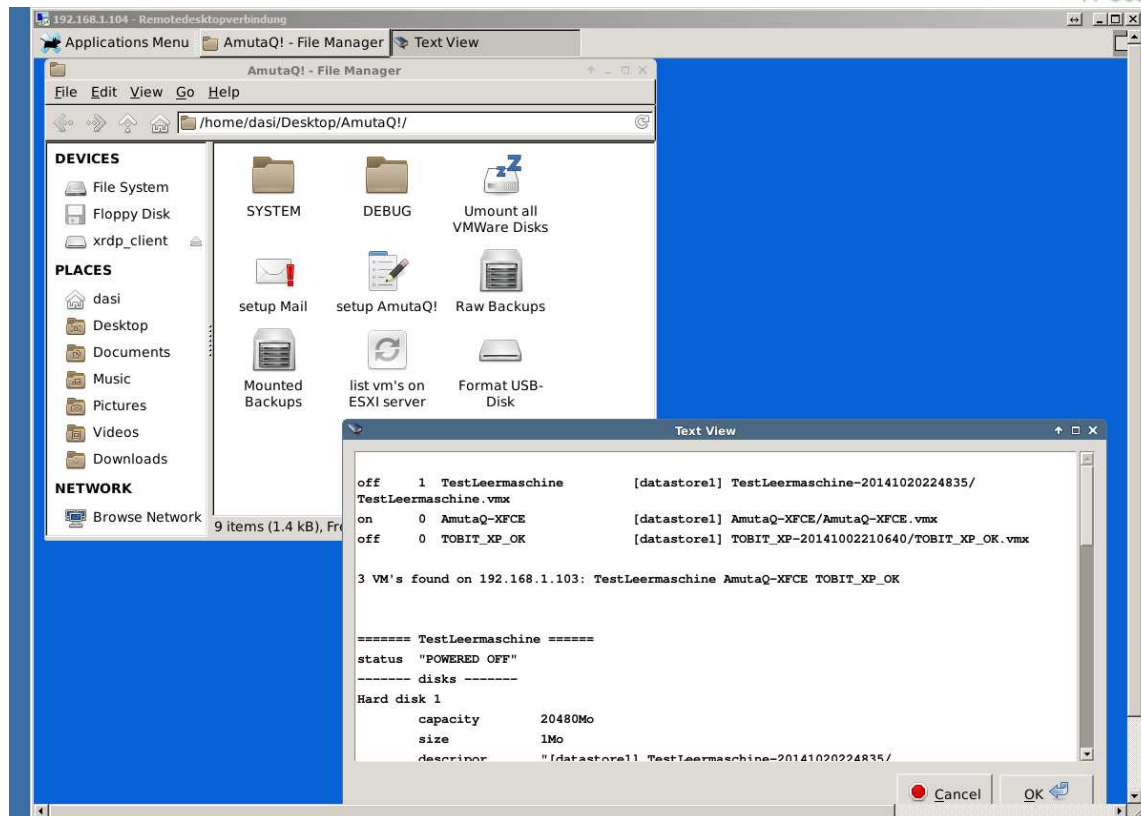 192.168.1.104 - Remotedesktopverbindung
Applications Menu AmutaQ! - File Manager Text View
AmutaQ! - File Manager
File Edit View Go Help
/home/dasi/Desktop/AmutaQ!/
DEVICES
File System
Floppy Disk
xrdp_client
PLACES
dasi
Desktop
Documents
Music
Pictures
Videos
Downloads
NETWORK
Browse Network
SYSTEM
DEBUG
Umount all
VMWare Disks
setup Mail
setup AmutaQ!
Raw Backups
Mounted
Backups
list vm's on
ESXI server
Format USB-
Disk
9 items (1.4 kB),
Text View
off 1 TestLeermaschine [datastore1] TestLeermaschine-20141020224835/
TestLeermaschine.vmx
on 0 AmutaQ-XFCE [datastore1] AmutaQ-XFCE/AmutaQ-XFCE.vmx
off 0 TOBIT_XP_OK [datastore1] TOBIT_XP-20141002210640/TOBIT_XP_OK.vmx
3 VM's found on 192.168.1.103: TestLeermaschine AmutaQ-XFCE TOBIT_XP_OK
======= TestLeermaschine ======
status "POWERED OFF"
------- disks -------
Hard disk 1
capacity 20480Mo
size 1Mo
descripor "[datastore1] TestLeermaschine-20141020224835/
Cancel OK